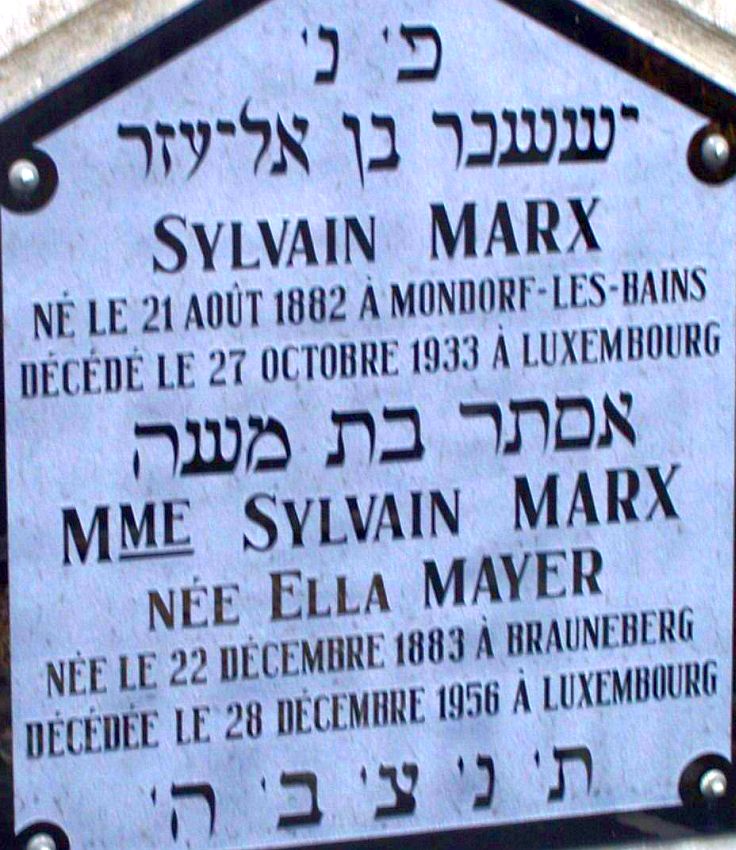 פ' נ'
יששכר בן אליעזר
SYLVAIN MARX
NÉ LE 21 AOÛT 1882 À MONDORF-LES-BAINS
DÉCÉDÉ LE 27 OCTOBRE 1933 À LUXEMBOURG
אסתר בת משה
MME SYLVAIN MARX
NÉE ELLA MAYER
NÉE LE 22 DÉCEMBRE 1883 À BRAUNEBERG
DÉCÉDÉE LE 28 DÉCEMBRE 1956 À LUXEMBOURG
ת' נ' צ' ב' ה'